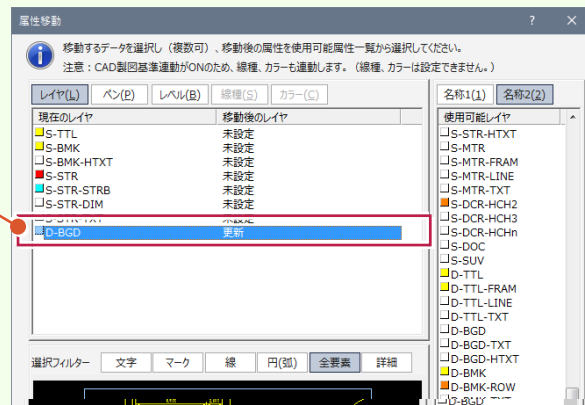 属性移動 ? ×
移動するデータを選択し（複数可）、移動後の属性を使用可能属性一覧から選択してください。
注意：CAD製図基準連動がONのため、線種、カラーも連動します。（線種、カラーは設定できません。）
レイヤ(L) ペン(P) レベル(B) 線種(S) カラー(C)
現在のレイヤ 移動後のレイヤ
S-TTL 未設定
S-BMK 未設定
S-BMK-HTXT 未設定
S-STR 未設定
S-STR-STRB 未設定
S-STR-DIM 未設定
S-STR-TXT 未設定
D-BGD 更新
名称1(1) 名称2(2)
使用可能レイヤ
S-STR-HTXT
S-MTR
S-MTR-FRAM
S-MTR-LINE
S-MTR-TXT
S-DCR-HCH2
S-DCR-HCH3
S-DCR-HCHn
S-DOC
S-SUV
D-TTL
D-TTL-FRAM
D-TTL-LINE
D-TTL-TXT
D-BGD
D-BGD-TXT
D-BGD-HTXT
D-BMK
D-BMK-ROW
選択フィルター 文字 マーク 線 円(弧) 全要素 詳細